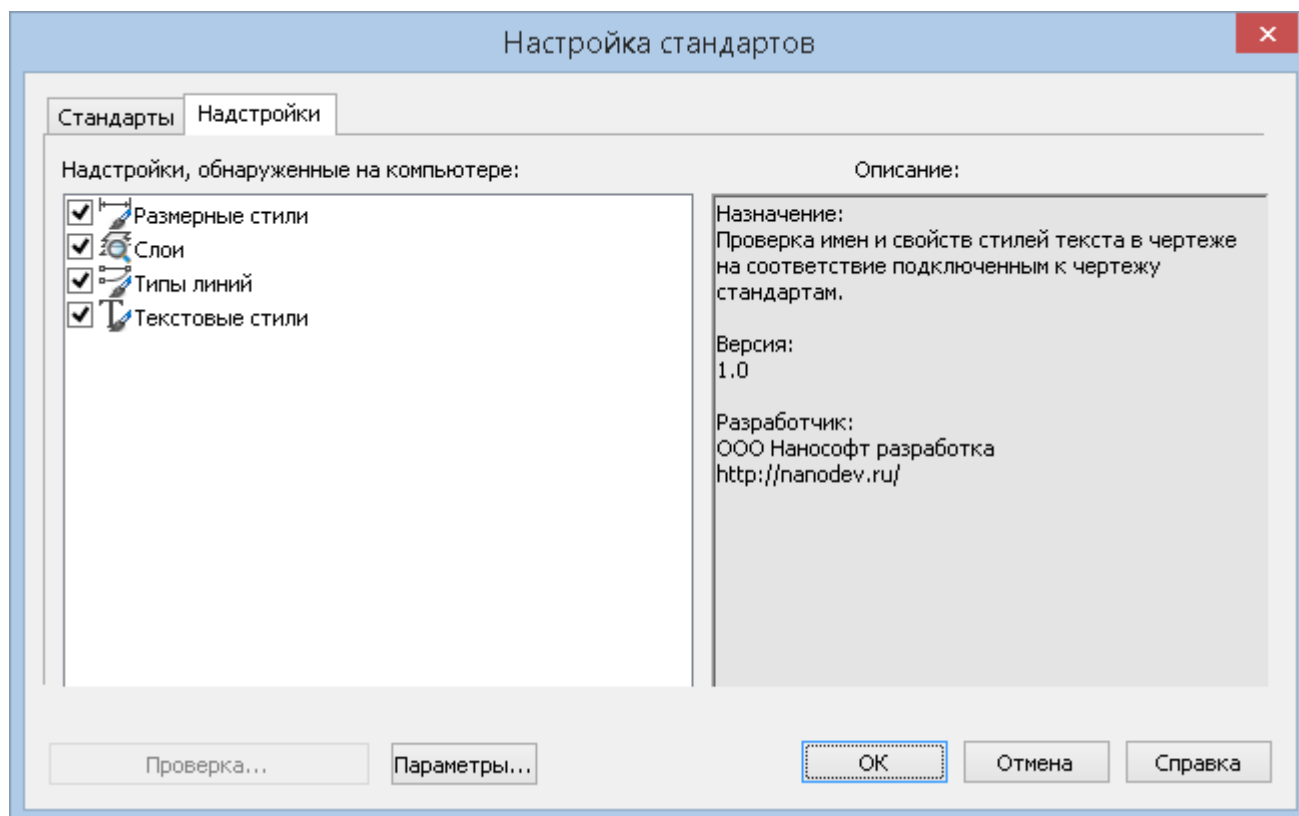 Настройка стандартов
Стандарты
Надстройки
Надстройки, обнаруженные на компьютере:
Размерные стили
Слои
Типы линий
Текстовые стили
Описание:
Назначение:
Проверка имен и свойств стилей текста в чертеже
на соответствие подключенным к чертежу
стандартам.
Версия:
1.0
Разработчик:
ООО Нанософт разработка
http://nanodev.ru/
Проверка...
Параметры...
ОК
Отмена
Справка